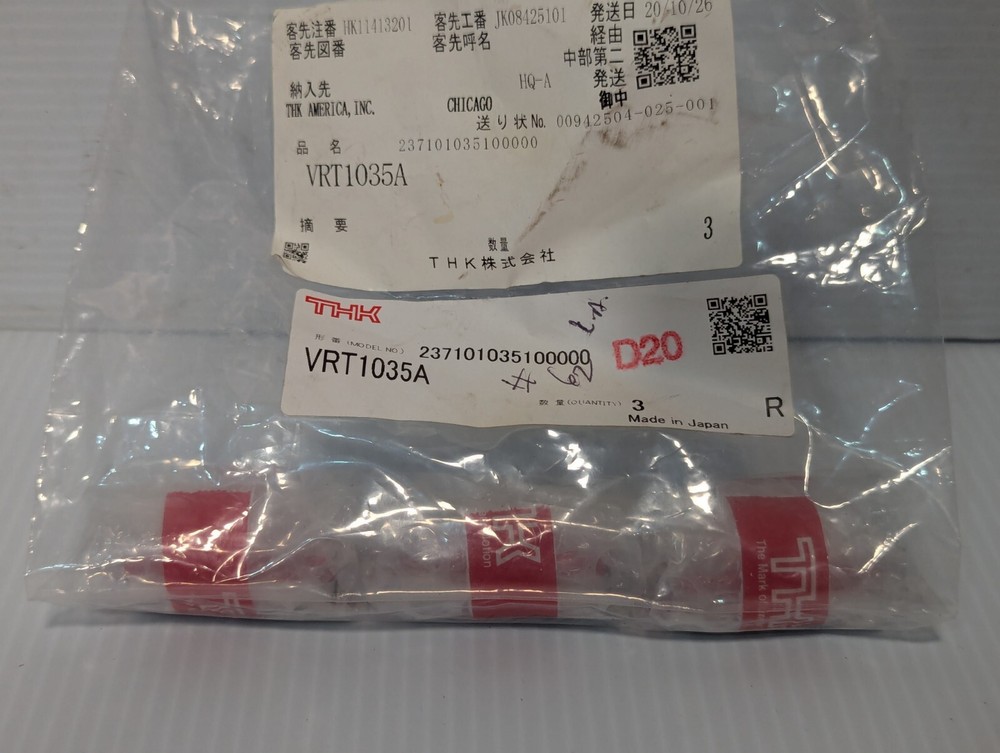 客先注番 HK11413201 客先工番 JK08425101 発送日 20/10/26
客先図番 客先呼名 経由
中部第二
納入先 HQ-A 発送
THK AMERICA, INC. CHICAGO 御中
送り状No. 00942504-025-001
品名 237101035100000
VRT1035A
摘要
数量 3
THK株式会社
THK
形番(MODEL NO.) 237101035100000
VRT1035A
D20
数量(QUANTITY) 3
R
Made in Japan
THK
The Mark of